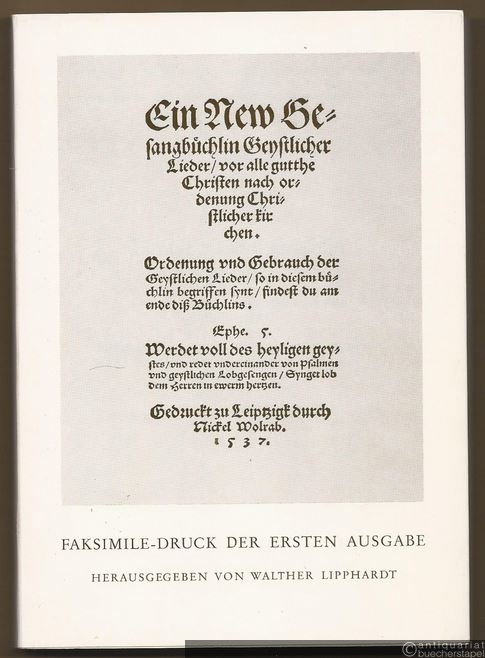 Ein New Ge⸗
sangbüchlin Geystlicher
Lieder/ vor alle gutthe
Christen nach or⸗
denung Chri⸗
stlicher kir
chen.
Ordenung vnd Gebrauch der
Geystlichen Lieder/ so in diesem bü⸗
chlin begriffen synt/ findest du am
ende diß Büchlins.
Ephe. 5.
Werdet voll des heyligen gey⸗
stes/ vnd redet vndereinander von Psalmen
vnd geystlichen Lobgesengen/ Synget lob
dem Herren in ewerm hertzen.
Gedruckt zu Leiptzigk durch
Nickel Wolrab.
1537.
FAKSIMILE-DRUCK DER ERSTEN AUSGABE
HERAUSGEGEBEN VON WALTHER LIPPHARDT
©antiquariat
buecherstapel